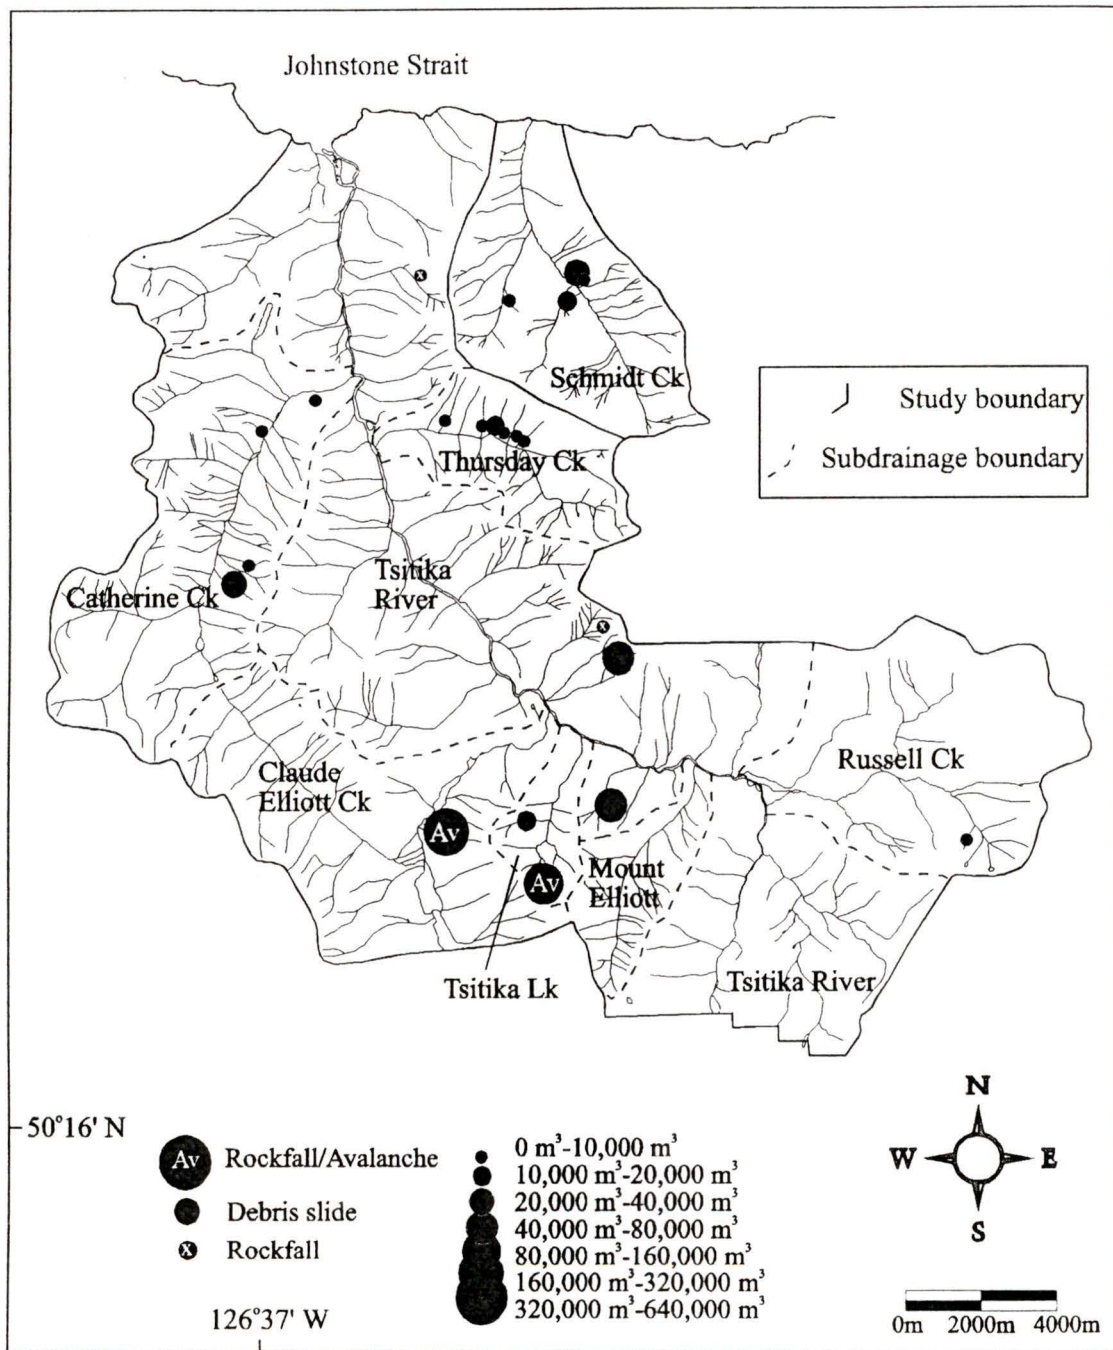 Johnstone Strait
x
Schmidt Ck
Study boundary
Subdrainage boundary
Thursday Ck
Tsitika
River
Catherine Ck
Russell Ck
Claude
Elliott Ck
Av
Av
Mount
Elliott
x
Tsitika Lk
Tsitika River
50°16' N
Av Rockfall/Avalanche
Debris slide
x Rockfall
0 m³-10,000 m³
10,000 m³-20,000 m³
20,000 m³-40,000 m³
40,000 m³-80,000 m³
80,000 m³-160,000 m³
160,000 m³-320,000 m³
320,000 m³-640,000 m³
126°37' W
N
W E
S
0m 2000m 4000m